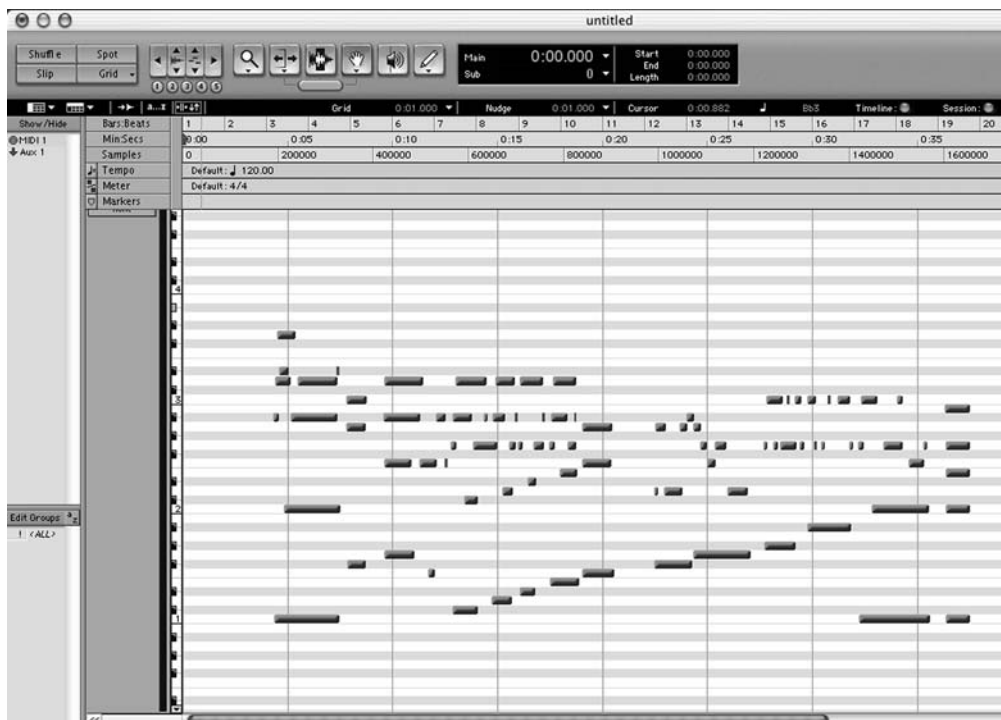 untitled
Shuffle Spot
Slip Grid
1 2 3 4 5
Main 0:00.000
Sub 0
Start 0:00.000
End 0:00.000
Length 0:00.000
a...z Grid 0:01.000 Nudge 0:01.000 Cursor 0:00.882 Bb3 Timeline: Session:
Show/Hide Bars:Beats 1 2 3 4 5 6 7 8 9 10 11 12 13 14 15 16 17 18 19 20
MIDI 1 Min:Secs 0:00 0:05 0:10 0:15 0:20 0:25 0:30 0:35
Aux 1 Samples 0 200000 400000 600000 800000 1000000 1200000 1400000 1600000
Tempo Default: ♩ 120.00
Meter Default: 4/4
Markers
4
3
2
1
Edit Groups a z
! <ALL>
<<